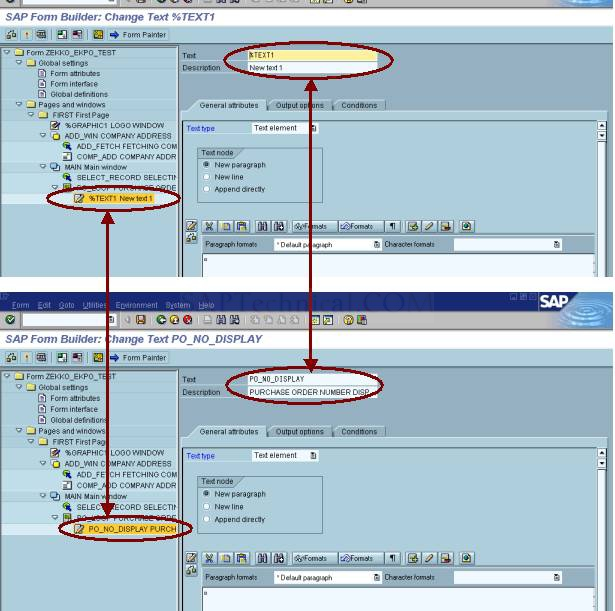 SAP Form Builder: Change Text %TEXT1
Form Painter
Form ZEKKO_EKPO_TEST
Global settings
Form attributes
Form interface
Global definitions
Pages and windows
FIRST First Page
%GRAPHIC1 LOGO WINDOW
ADD_WIN COMPANY ADDRESS
ADD_FETCH FETCHING COM
COMP_ADD COMPANY ADDR
MAIN Main window
SELECT_RECORD SELECTIN
PO_LOOP PURCHASE ORDE
%TEXT1 New text 1
Text %TEXT1
Description New text 1
General attributes Output options Conditions
Text type Text element
Text node
New paragraph
New line
Append directly
Formats Formats
Paragraph formats * Default paragraph Character formats
Form Edit Goto Utilities Environment System Help
SAPTechnical.COM
SAP
SAP Form Builder: Change Text PO_NO_DISPLAY
Form Painter
Form ZEKKO_EKPO_TEST
Global settings
Form attributes
Form interface
Global definitions
Pages and windows
FIRST First Page
%GRAPHIC1 LOGO WINDOW
ADD_WIN COMPANY ADDRESS
ADD_FETCH FETCHING COM
COMP_ADD COMPANY ADDR
MAIN Main window
SELECT_RECORD SELECTIN
PO_LOOP PURCHASE ORDE
PO_NO_DISPLAY PURCH
Text PO_NO_DISPLAY
Description PURCHASE ORDER NUMBER DISP
General attributes Output options Conditions
Text type Text element
Text node
New paragraph
New line
Append directly
Formats Formats
Paragraph formats * Default paragraph Character formats